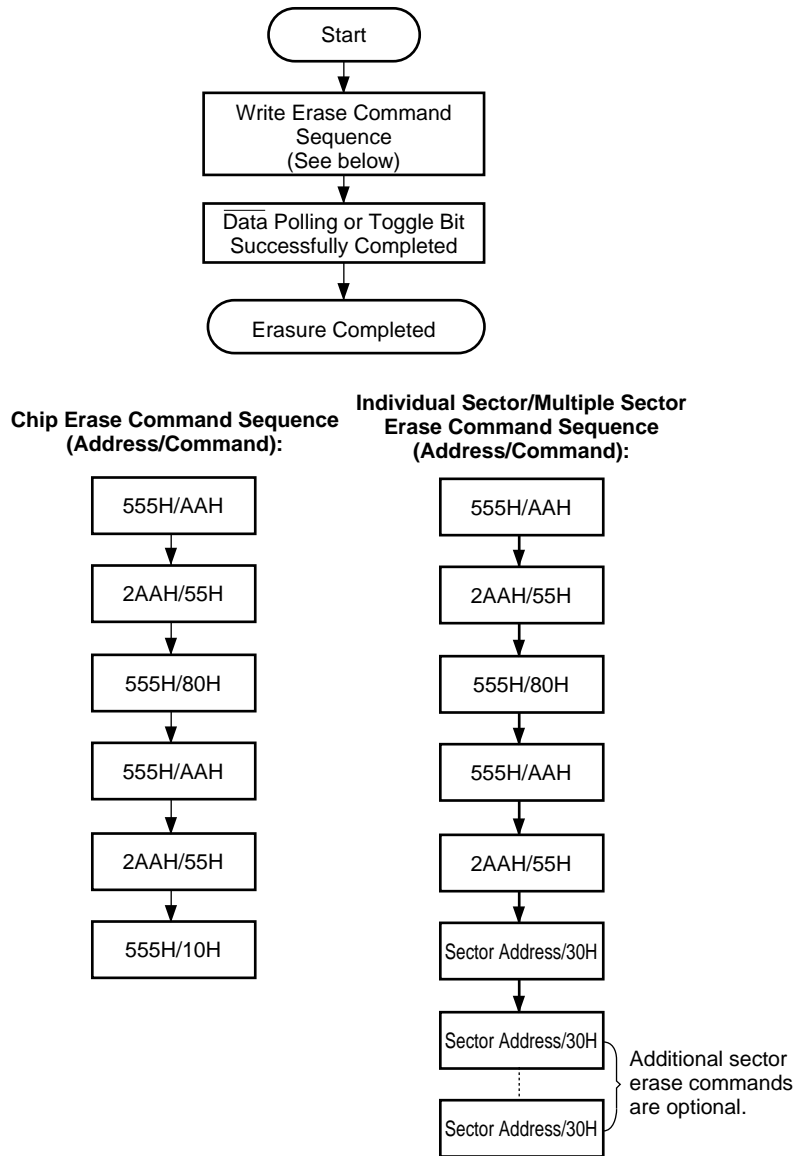 Start
Write Erase Command
Sequence
(See below)
Data Polling or Toggle Bit
Successfully Completed
Erasure Completed
Chip Erase Command Sequence
(Address/Command):
555H/AAH
2AAH/55H
555H/80H
555H/AAH
2AAH/55H
555H/10H
Individual Sector/Multiple Sector
Erase Command Sequence
(Address/Command):
555H/AAH
2AAH/55H
555H/80H
555H/AAH
2AAH/55H
Sector Address/30H
Sector Address/30H
Sector Address/30H
Additional sector
erase commands
are optional.